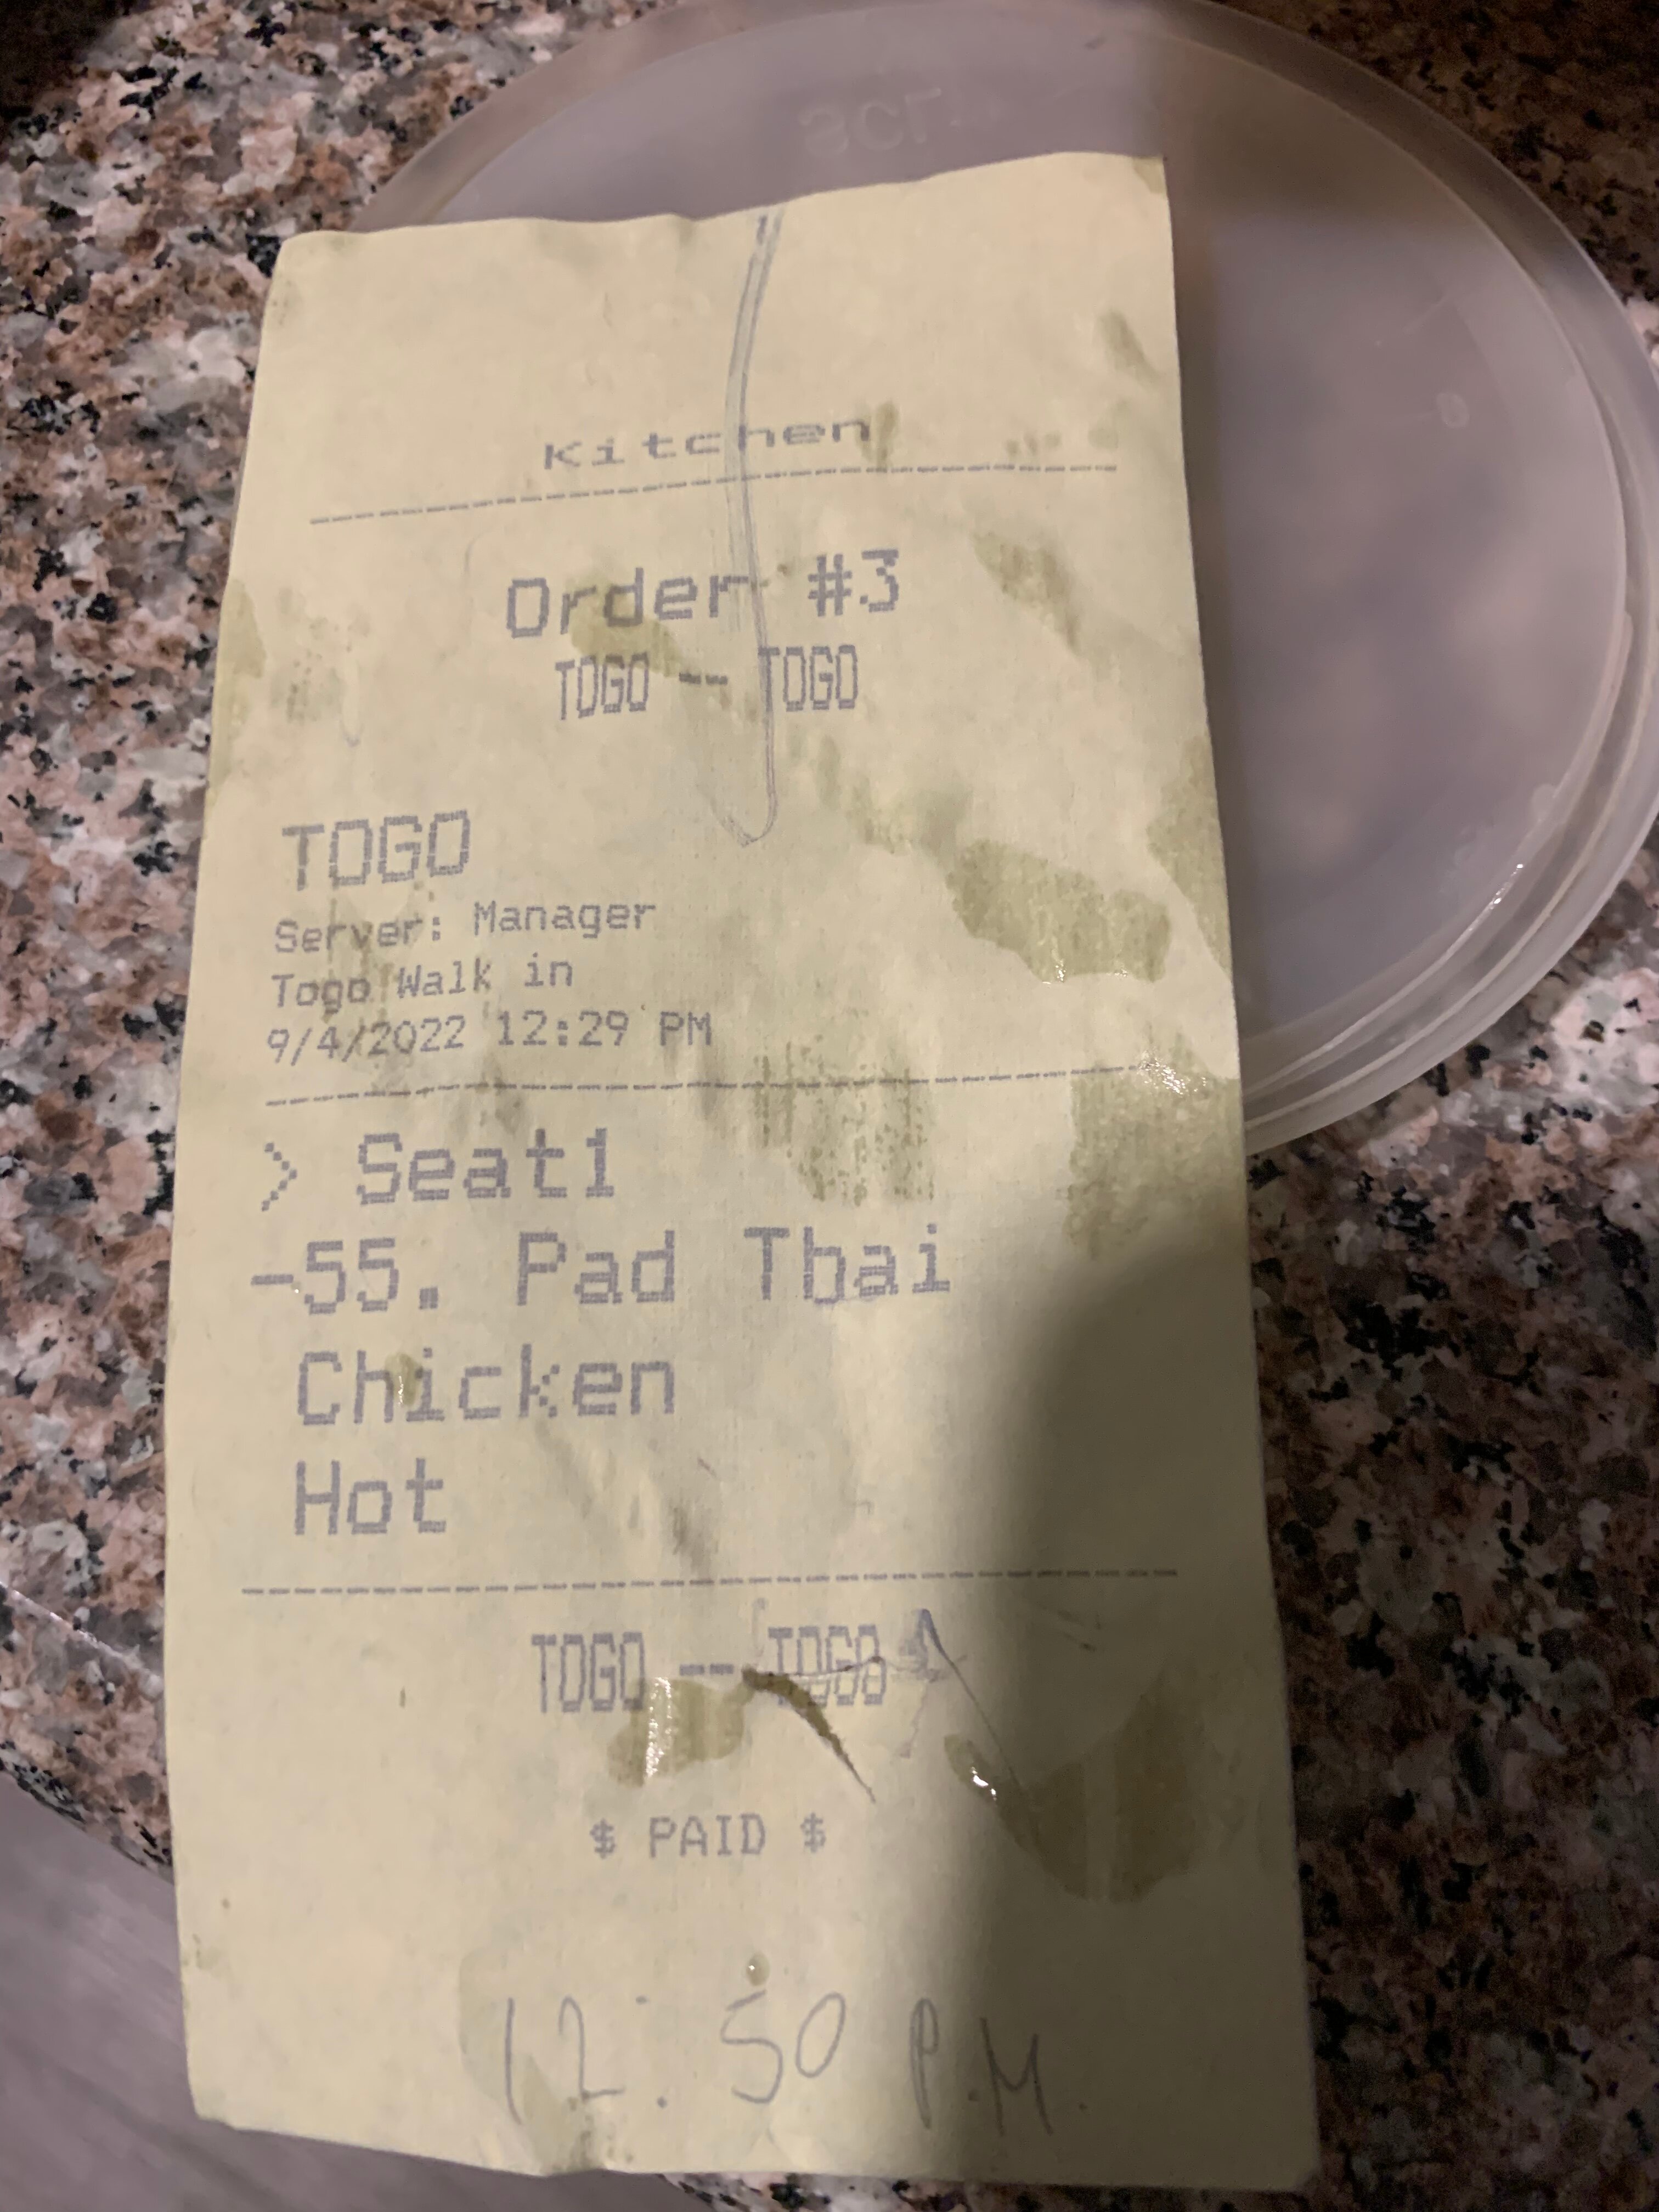 Kitchen
Order #3
TOGO -- TOGO
TOGO
Server: Manager
Togo Walk in
9/4/2022 12:29 PM
> Seat1
-55. Pad Thai
Chicken
Hot
TOGO -- TOGO
$ PAID $
12:50 P.M.